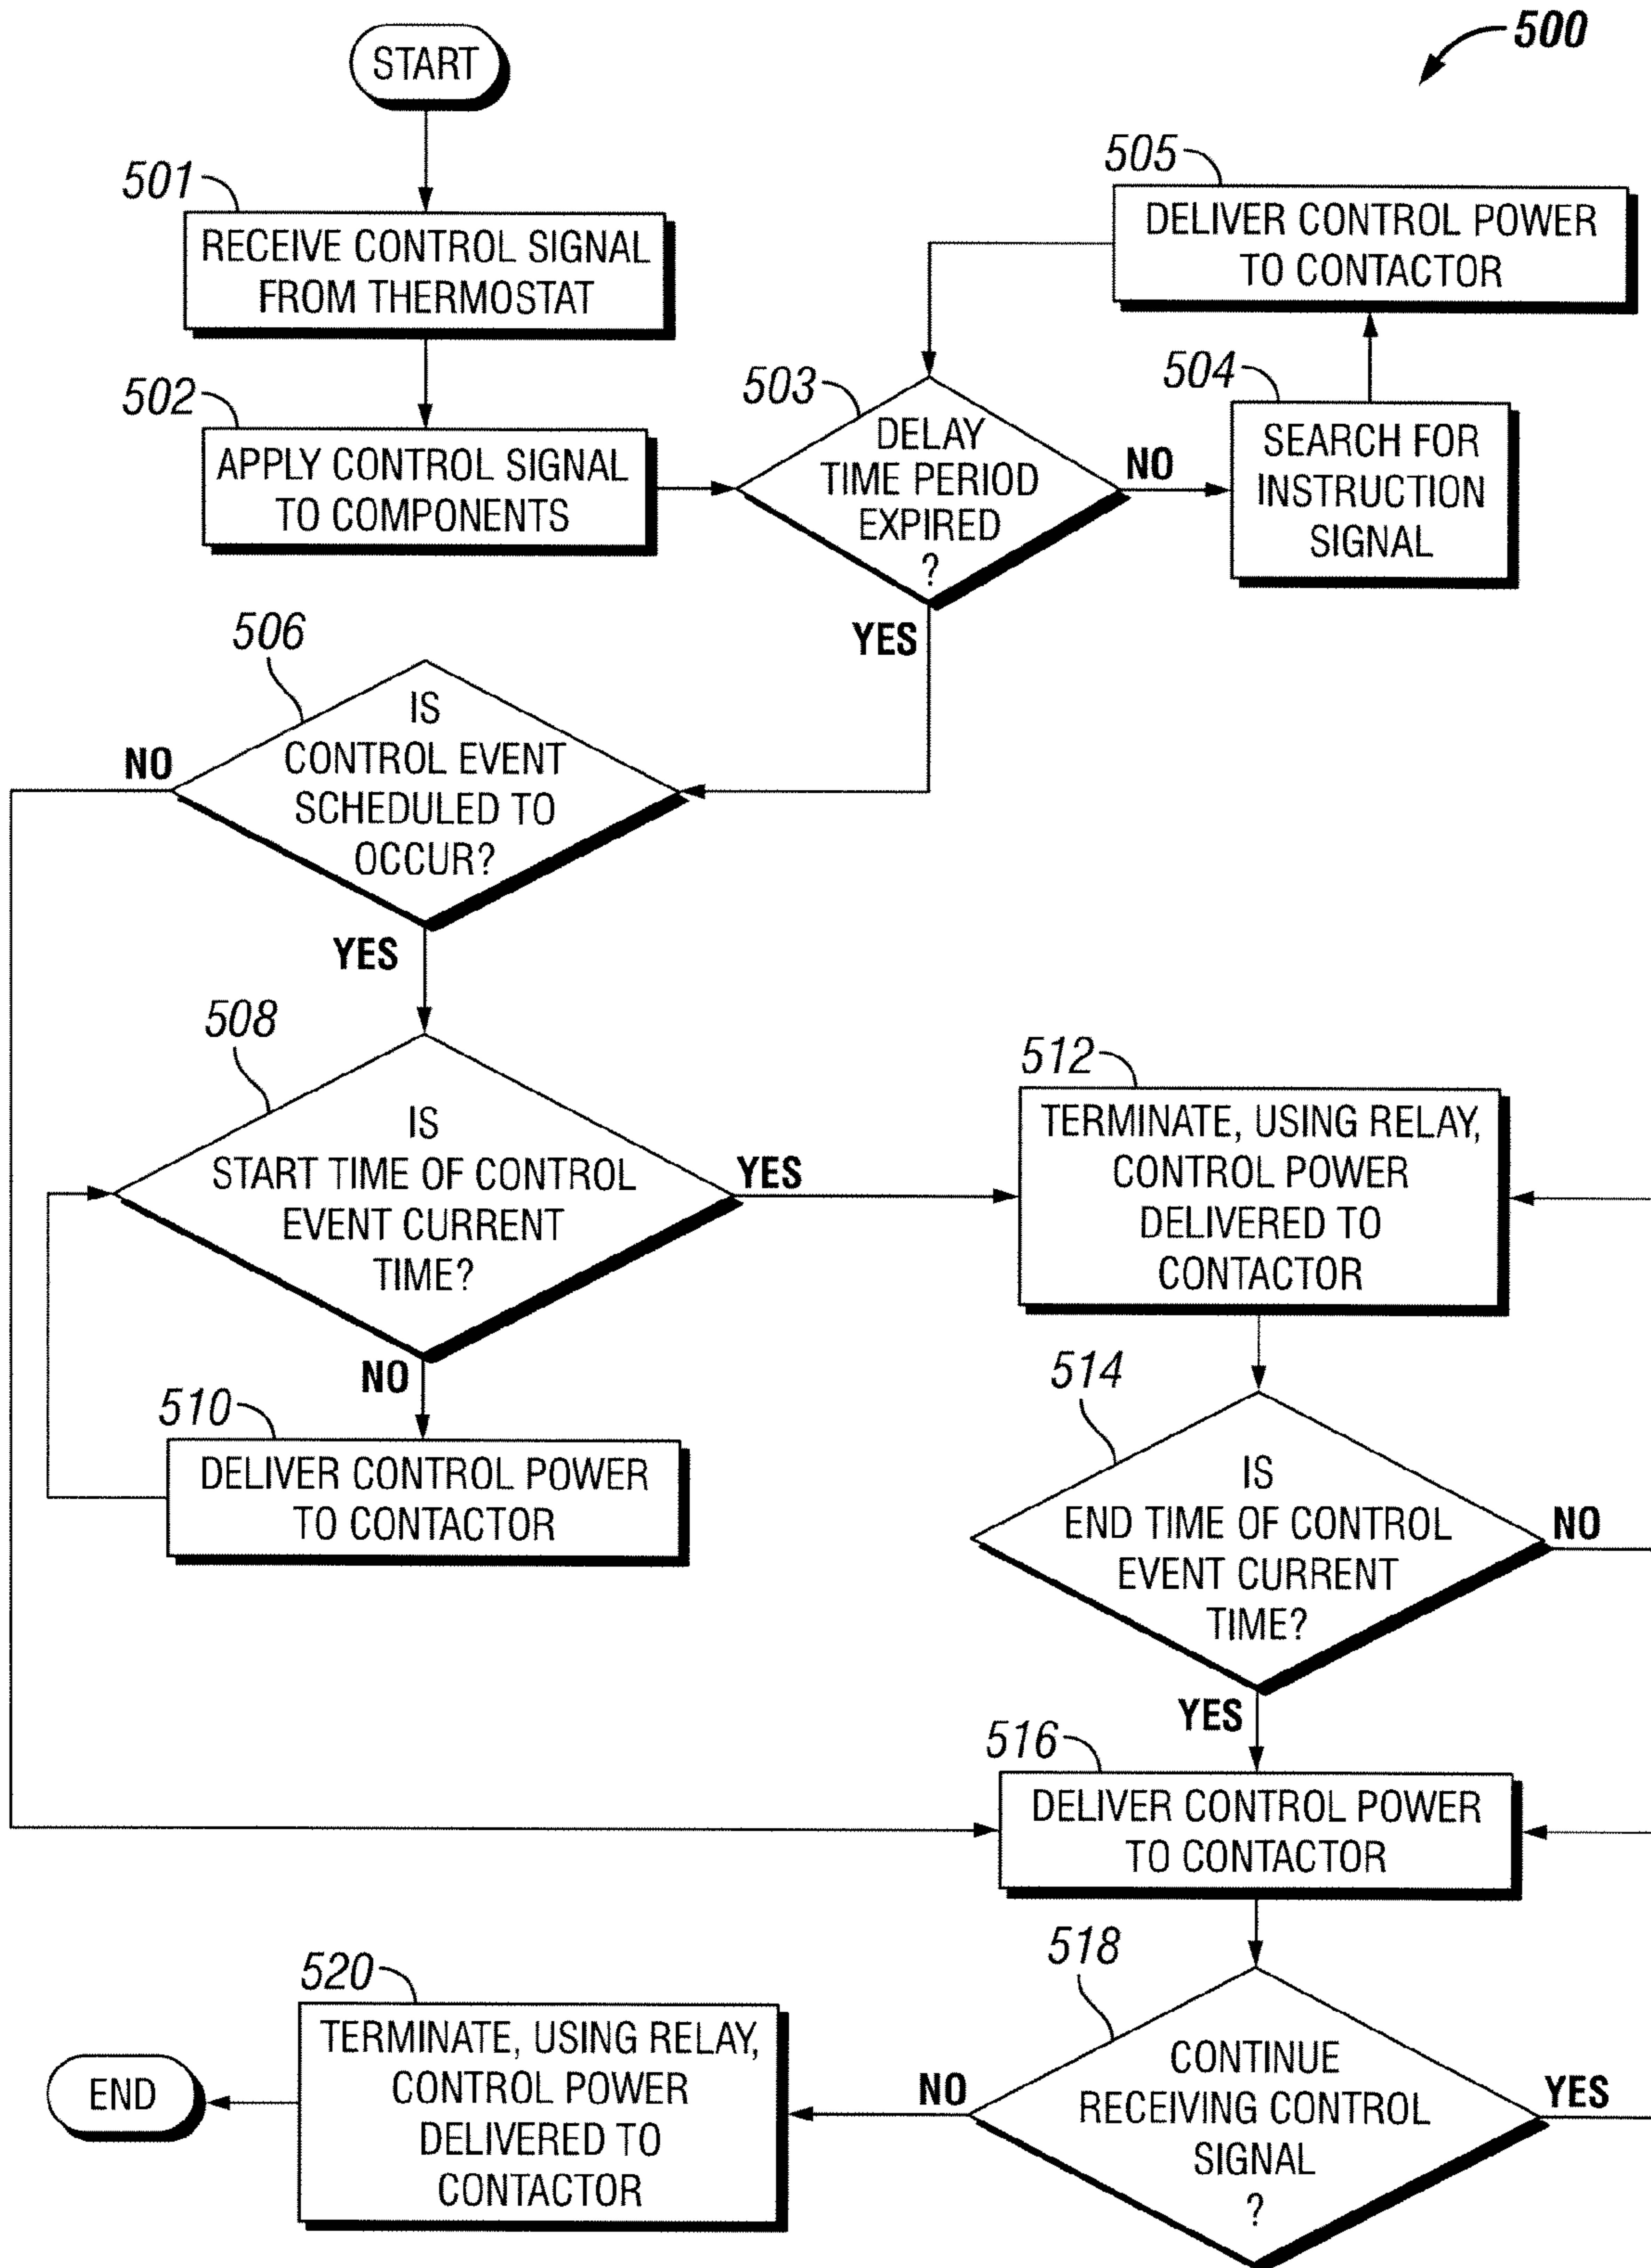 500
START
501
RECEIVE CONTROL SIGNAL
FROM THERMOSTAT
502
APPLY CONTROL SIGNAL
TO COMPONENTS
503
DELAY
TIME PERIOD
EXPIRED
?
NO
YES
504
SEARCH FOR
INSTRUCTION
SIGNAL
505
DELIVER CONTROL POWER
TO CONTACTOR
506
IS
CONTROL EVENT
SCHEDULED TO
OCCUR?
NO
YES
508
IS
START TIME OF CONTROL
EVENT CURRENT
TIME?
YES
NO
510
DELIVER CONTROL POWER
TO CONTACTOR
512
TERMINATE, USING RELAY,
CONTROL POWER
DELIVERED TO
CONTACTOR
514
IS
END TIME OF CONTROL
EVENT CURRENT
TIME?
NO
YES
516
DELIVER CONTROL POWER
TO CONTACTOR
518
CONTINUE
RECEIVING CONTROL
SIGNAL
?
YES
NO
520
TERMINATE, USING RELAY,
CONTROL POWER
DELIVERED TO
CONTACTOR
END